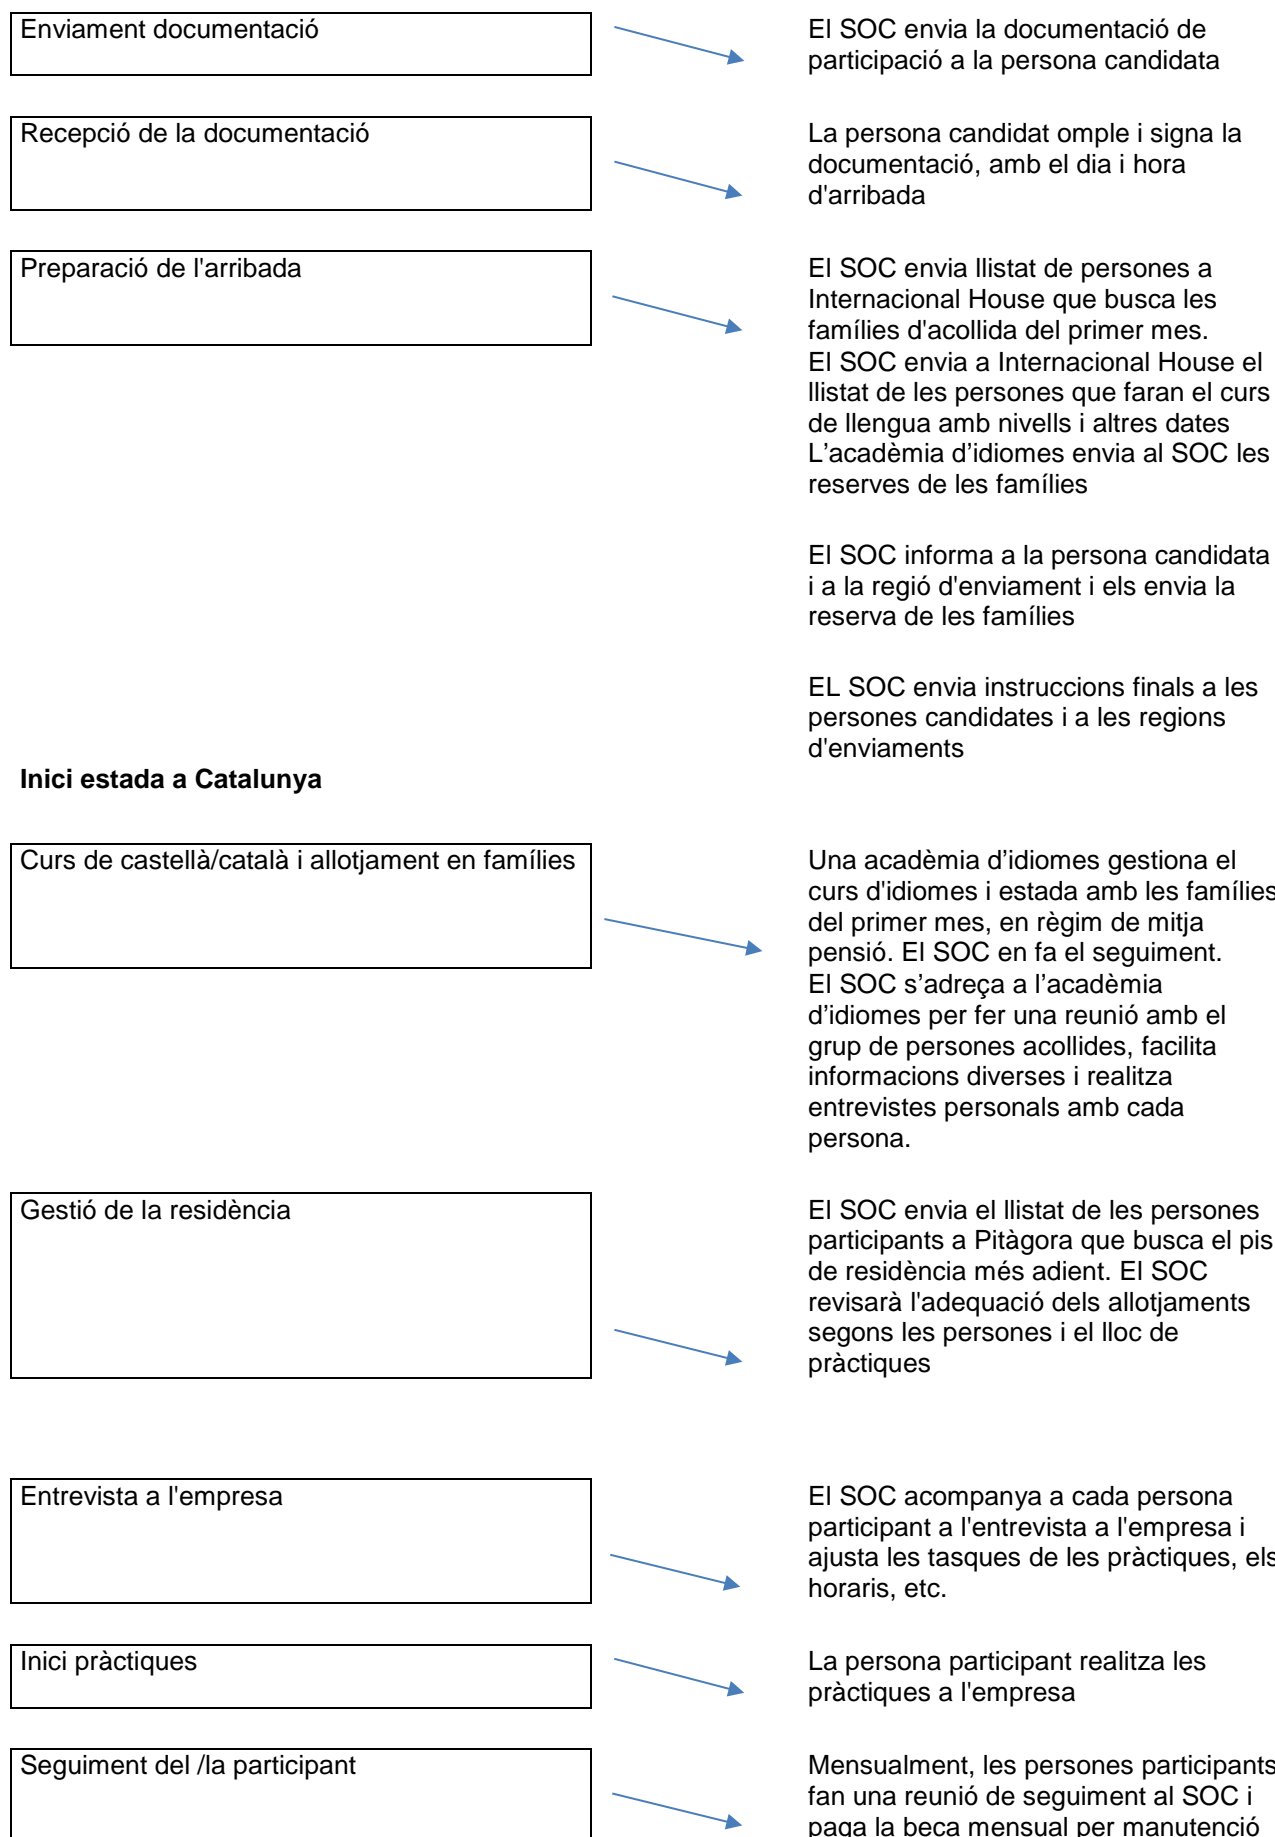 Enviament documentació
El SOC envia la documentació de
participació a la persona candidata
Recepció de la documentació
La persona candidat omple i signa la
documentació, amb el dia i hora
d'arribada
Preparació de l'arribada
El SOC envia llistat de persones a
Internacional House que busca les
famílies d'acollida del primer mes.
El SOC envia a Internacional House el
llistat de les persones que faran el curs
de llengua amb nivells i altres dates
L’acadèmia d’idiomes envia al SOC les
reserves de les famílies
El SOC informa a la persona candidata
i a la regió d'enviament i els envia la
reserva de les famílies
EL SOC envia instruccions finals a les
persones candidates i a les regions
d'enviaments
Inici estada a Catalunya
Curs de castellà/català i allotjament en famílies
Una acadèmia d’idiomes gestiona el
curs d'idiomes i estada amb les famílies
del primer mes, en règim de mitja
pensió. El SOC en fa el seguiment.
El SOC s’adreça a l’acadèmia
d’idiomes per fer una reunió amb el
grup de persones acollides, facilita
informacions diverses i realitza
entrevistes personals amb cada
persona.
Gestió de la residència
El SOC envia el llistat de les persones
participants a Pitàgora que busca el pis
de residència més adient. El SOC
revisarà l'adequació dels allotjaments
segons les persones i el lloc de
pràctiques
Entrevista a l'empresa
El SOC acompanya a cada persona
participant a l'entrevista a l'empresa i
ajusta les tasques de les pràctiques, els
horaris, etc.
Inici pràctiques
La persona participant realitza les
pràctiques a l'empresa
Seguiment del /la participant
Mensualment, les persones participants
fan una reunió de seguiment al SOC i
paga la beca mensual per manutenció